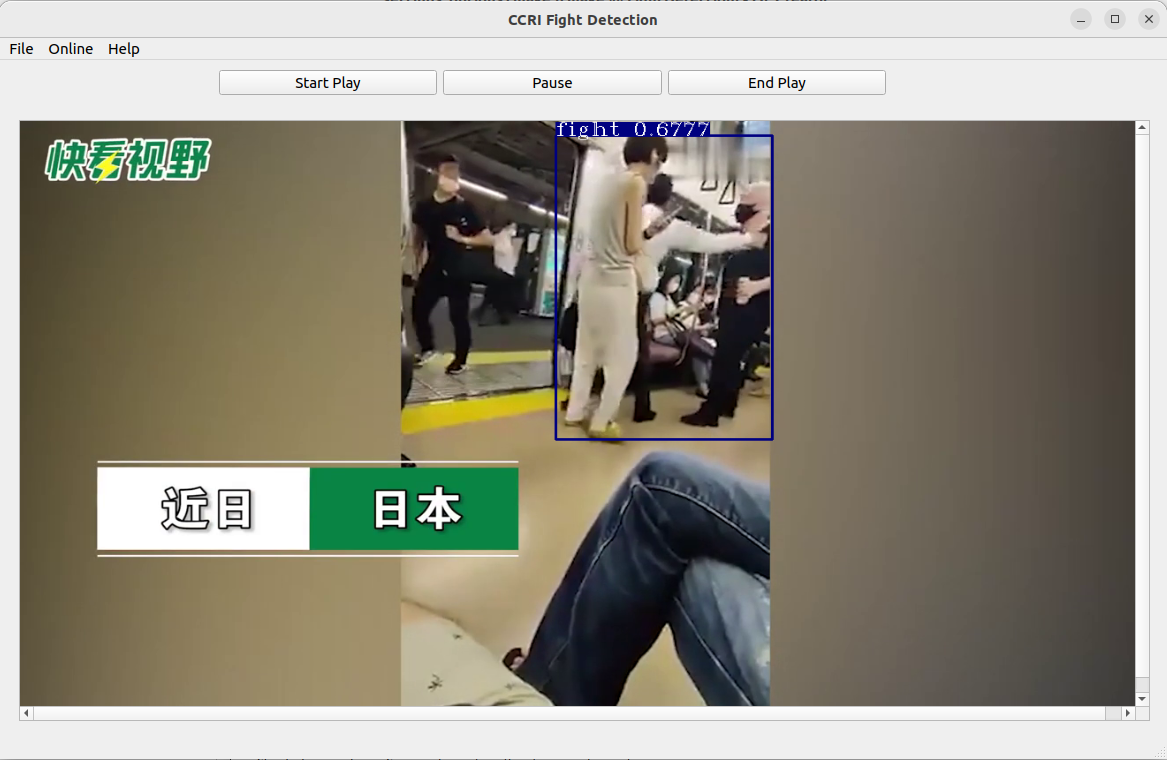 CCRI Fight Detection
File Online Help
Start Play Pause End Play
快看视野
fight 0.6777
近日 日本